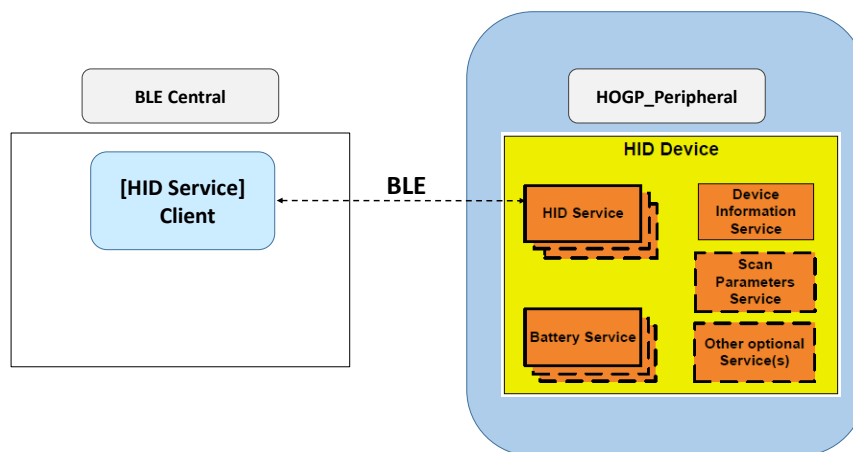 BLE Central
HOGP_Peripheral
HID Device
[HID Service]
Client
BLE
HID Service
Device
Information
Service
Scan
Parameters
Service
Battery Service
Other optional
Service(s)